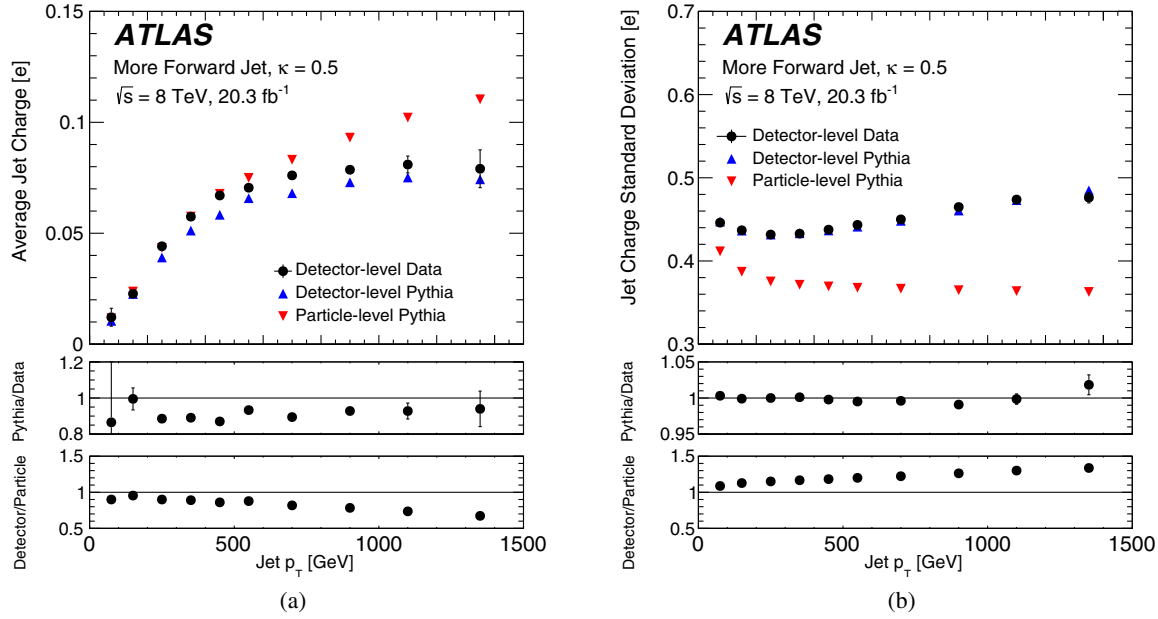 ATLAS
More Forward Jet, κ = 0.5
√s = 8 TeV, 20.3 fb⁻¹
Average Jet Charge [e]
0.15
0.1
0.05
0
Detector-level Data
Detector-level Pythia
Particle-level Pythia
Pythia/Data
1.2
1
0.8
Detector/Particle
1.5
1
0.5
0 500 1000 1500
Jet p_T [GeV]
(a)
ATLAS
More Forward Jet, κ = 0.5
√s = 8 TeV, 20.3 fb⁻¹
Jet Charge Standard Deviation [e]
0.7
0.6
0.5
0.4
0.3
Detector-level Data
Detector-level Pythia
Particle-level Pythia
Pythia/Data
1.05
1
0.95
Detector/Particle
1.5
1
0.5
0 500 1000 1500
Jet p_T [GeV]
(b)